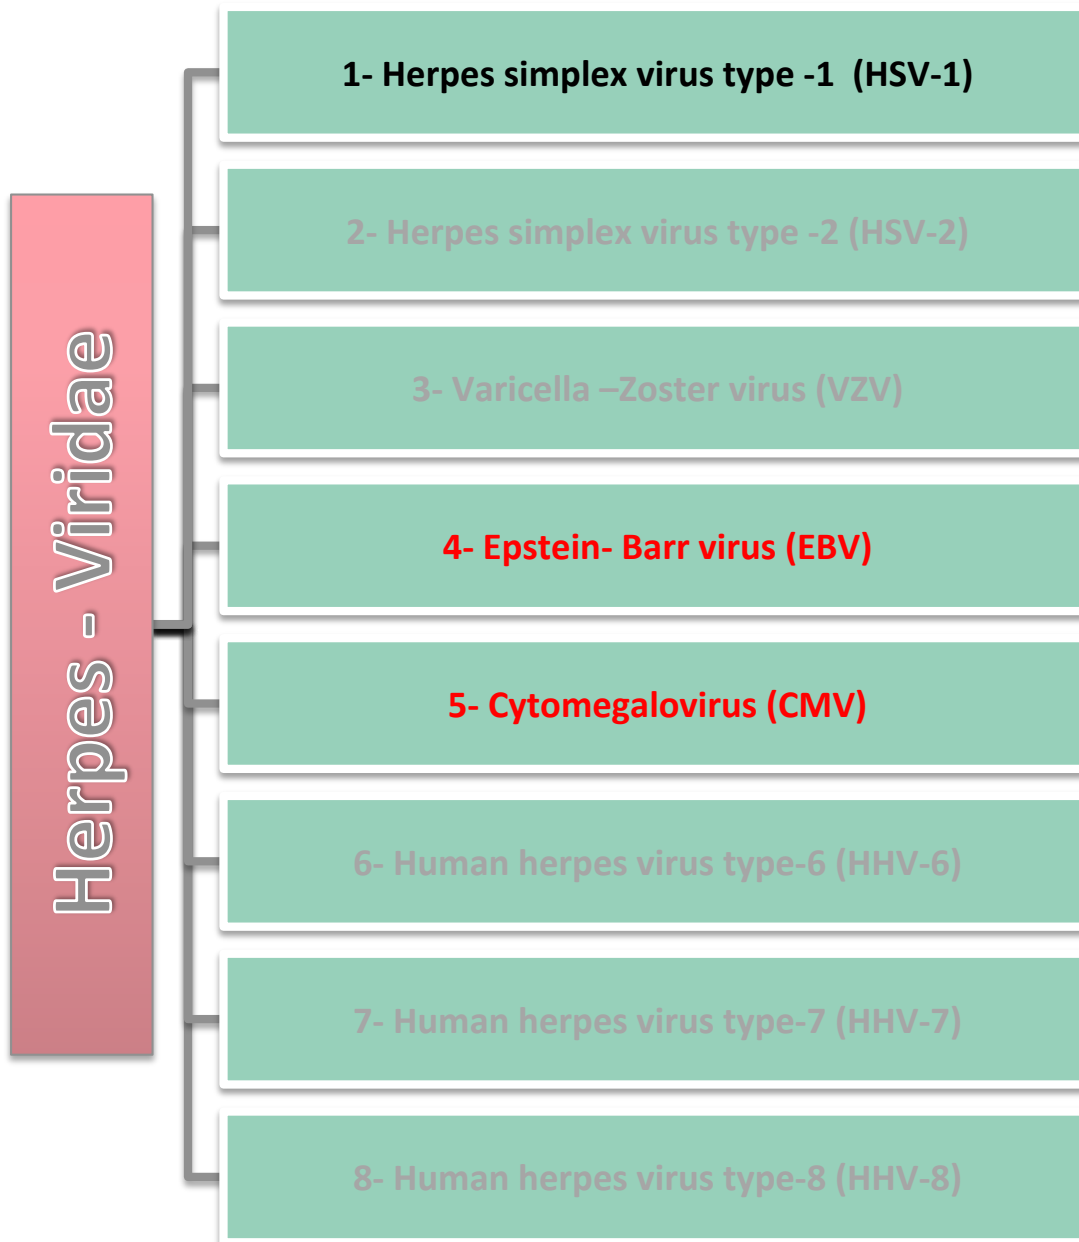 Herpes - Viridae
1- Herpes simplex virus type -1  (HSV-1)
2- Herpes simplex virus type -2 (HSV-2)
3- Varicella –Zoster virus (VZV)
4- Epstein- Barr virus (EBV)
5- Cytomegalovirus (CMV)
6- Human herpes virus type-6 (HHV-6)
7- Human herpes virus type-7 (HHV-7)
8- Human herpes virus type-8 (HHV-8)